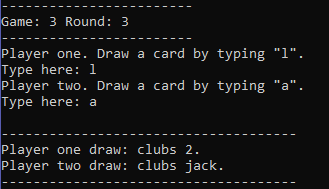 -------------------------
Game: 3 Round: 3
-------------------------
Player one. Draw a card by typing "l".
Type here: l
Player two. Draw a card by typing "a".
Type here: a
--------------------------------------
Player one draw: clubs 2.
Player two draw: clubs jack.
--------------------------------------